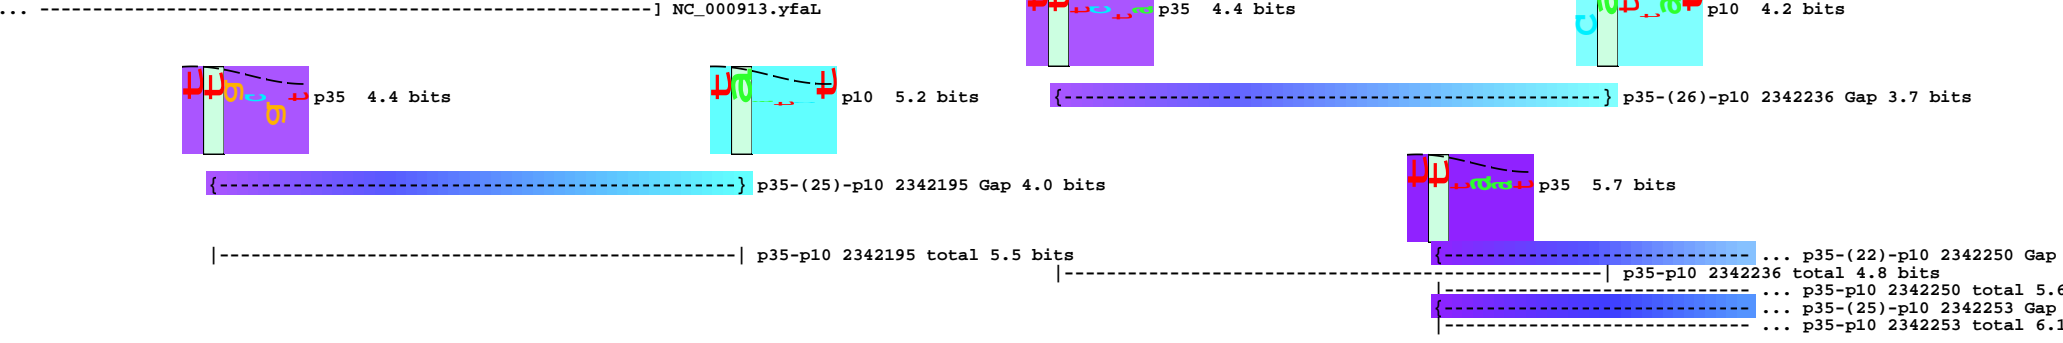 ... ----------------------------------------------------------] NC_000913.yfaL
p35 4.4 bits
p10 4.2 bits
t t g c g t p35 4.4 bits
t a t t p10 5.2 bits
{---------------------------------------------------} p35-(26)-p10 2342236 Gap 3.7 bits
{-------------------------------------------------} p35-(25)-p10 2342195 Gap 4.0 bits
t t t a a t p35 5.7 bits
|-------------------------------------------------| p35-p10 2342195 total 5.5 bits
{----------------------------- ... p35-(22)-p10 2342250 Gap
|---------------------------------------------------| p35-p10 2342236 total 4.8 bits
|----------------------------- ... p35-p10 2342250 total 5.6
{----------------------------- ... p35-(25)-p10 2342253 Gap
|----------------------------- ... p35-p10 2342253 total 6.1